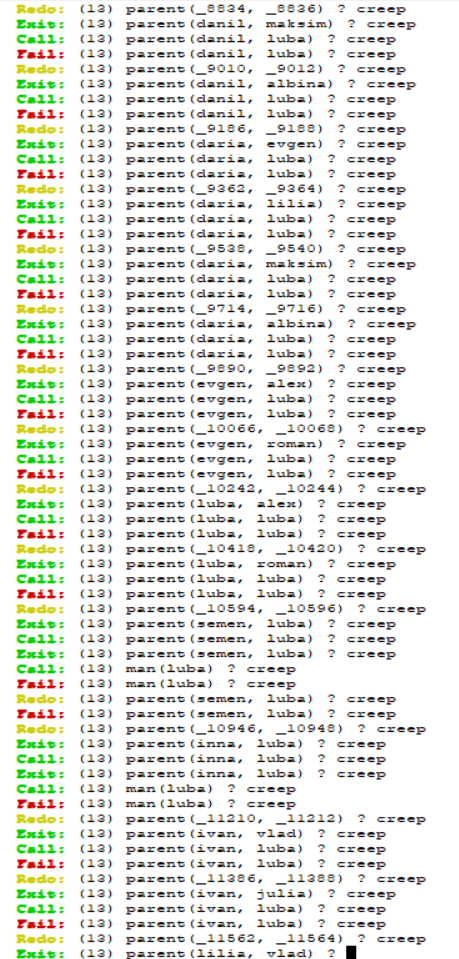 Redo: (13) parent(_8834, _8836) ? creep
Exit: (13) parent(danil, maksim) ? creep
Call: (13) parent(danil, luba) ? creep
Fail: (13) parent(danil, luba) ? creep
Redo: (13) parent(_9010, _9012) ? creep
Exit: (13) parent(danil, albina) ? creep
Call: (13) parent(danil, luba) ? creep
Fail: (13) parent(danil, luba) ? creep
Redo: (13) parent(_9186, _9188) ? creep
Exit: (13) parent(daria, evgen) ? creep
Call: (13) parent(daria, luba) ? creep
Fail: (13) parent(daria, luba) ? creep
Redo: (13) parent(_9362, _9364) ? creep
Exit: (13) parent(daria, lilia) ? creep
Call: (13) parent(daria, luba) ? creep
Fail: (13) parent(daria, luba) ? creep
Redo: (13) parent(_9538, _9540) ? creep
Exit: (13) parent(daria, maksim) ? creep
Call: (13) parent(daria, luba) ? creep
Fail: (13) parent(daria, luba) ? creep
Redo: (13) parent(_9714, _9716) ? creep
Exit: (13) parent(daria, albina) ? creep
Call: (13) parent(daria, luba) ? creep
Fail: (13) parent(daria, luba) ? creep
Redo: (13) parent(_9890, _9892) ? creep
Exit: (13) parent(evgen, alex) ? creep
Call: (13) parent(evgen, luba) ? creep
Fail: (13) parent(evgen, luba) ? creep
Redo: (13) parent(_10066, _10068) ? creep
Exit: (13) parent(evgen, roman) ? creep
Call: (13) parent(evgen, luba) ? creep
Fail: (13) parent(evgen, luba) ? creep
Redo: (13) parent(_10242, _10244) ? creep
Exit: (13) parent(luba, alex) ? creep
Call: (13) parent(luba, luba) ? creep
Fail: (13) parent(luba, luba) ? creep
Redo: (13) parent(_10418, _10420) ? creep
Exit: (13) parent(luba, roman) ? creep
Call: (13) parent(luba, luba) ? creep
Fail: (13) parent(luba, luba) ? creep
Redo: (13) parent(_10594, _10596) ? creep
Exit: (13) parent(semen, luba) ? creep
Call: (13) parent(semen, luba) ? creep
Exit: (13) parent(semen, luba) ? creep
Call: (13) man(luba) ? creep
Fail: (13) man(luba) ? creep
Redo: (13) parent(semen, luba) ? creep
Fail: (13) parent(semen, luba) ? creep
Redo: (13) parent(_10946, _10948) ? creep
Exit: (13) parent(inna, luba) ? creep
Call: (13) parent(inna, luba) ? creep
Exit: (13) parent(inna, luba) ? creep
Call: (13) man(luba) ? creep
Fail: (13) man(luba) ? creep
Redo: (13) parent(_11210, _11212) ? creep
Exit: (13) parent(ivan, vlad) ? creep
Call: (13) parent(ivan, luba) ? creep
Fail: (13) parent(ivan, luba) ? creep
Redo: (13) parent(_11386, _11388) ? creep
Exit: (13) parent(ivan, julia) ? creep
Call: (13) parent(ivan, luba) ? creep
Fail: (13) parent(ivan, luba) ? creep
Redo: (13) parent(_11562, _11564) ? creep
Exit: (13) parent(lilia, vlad) ?